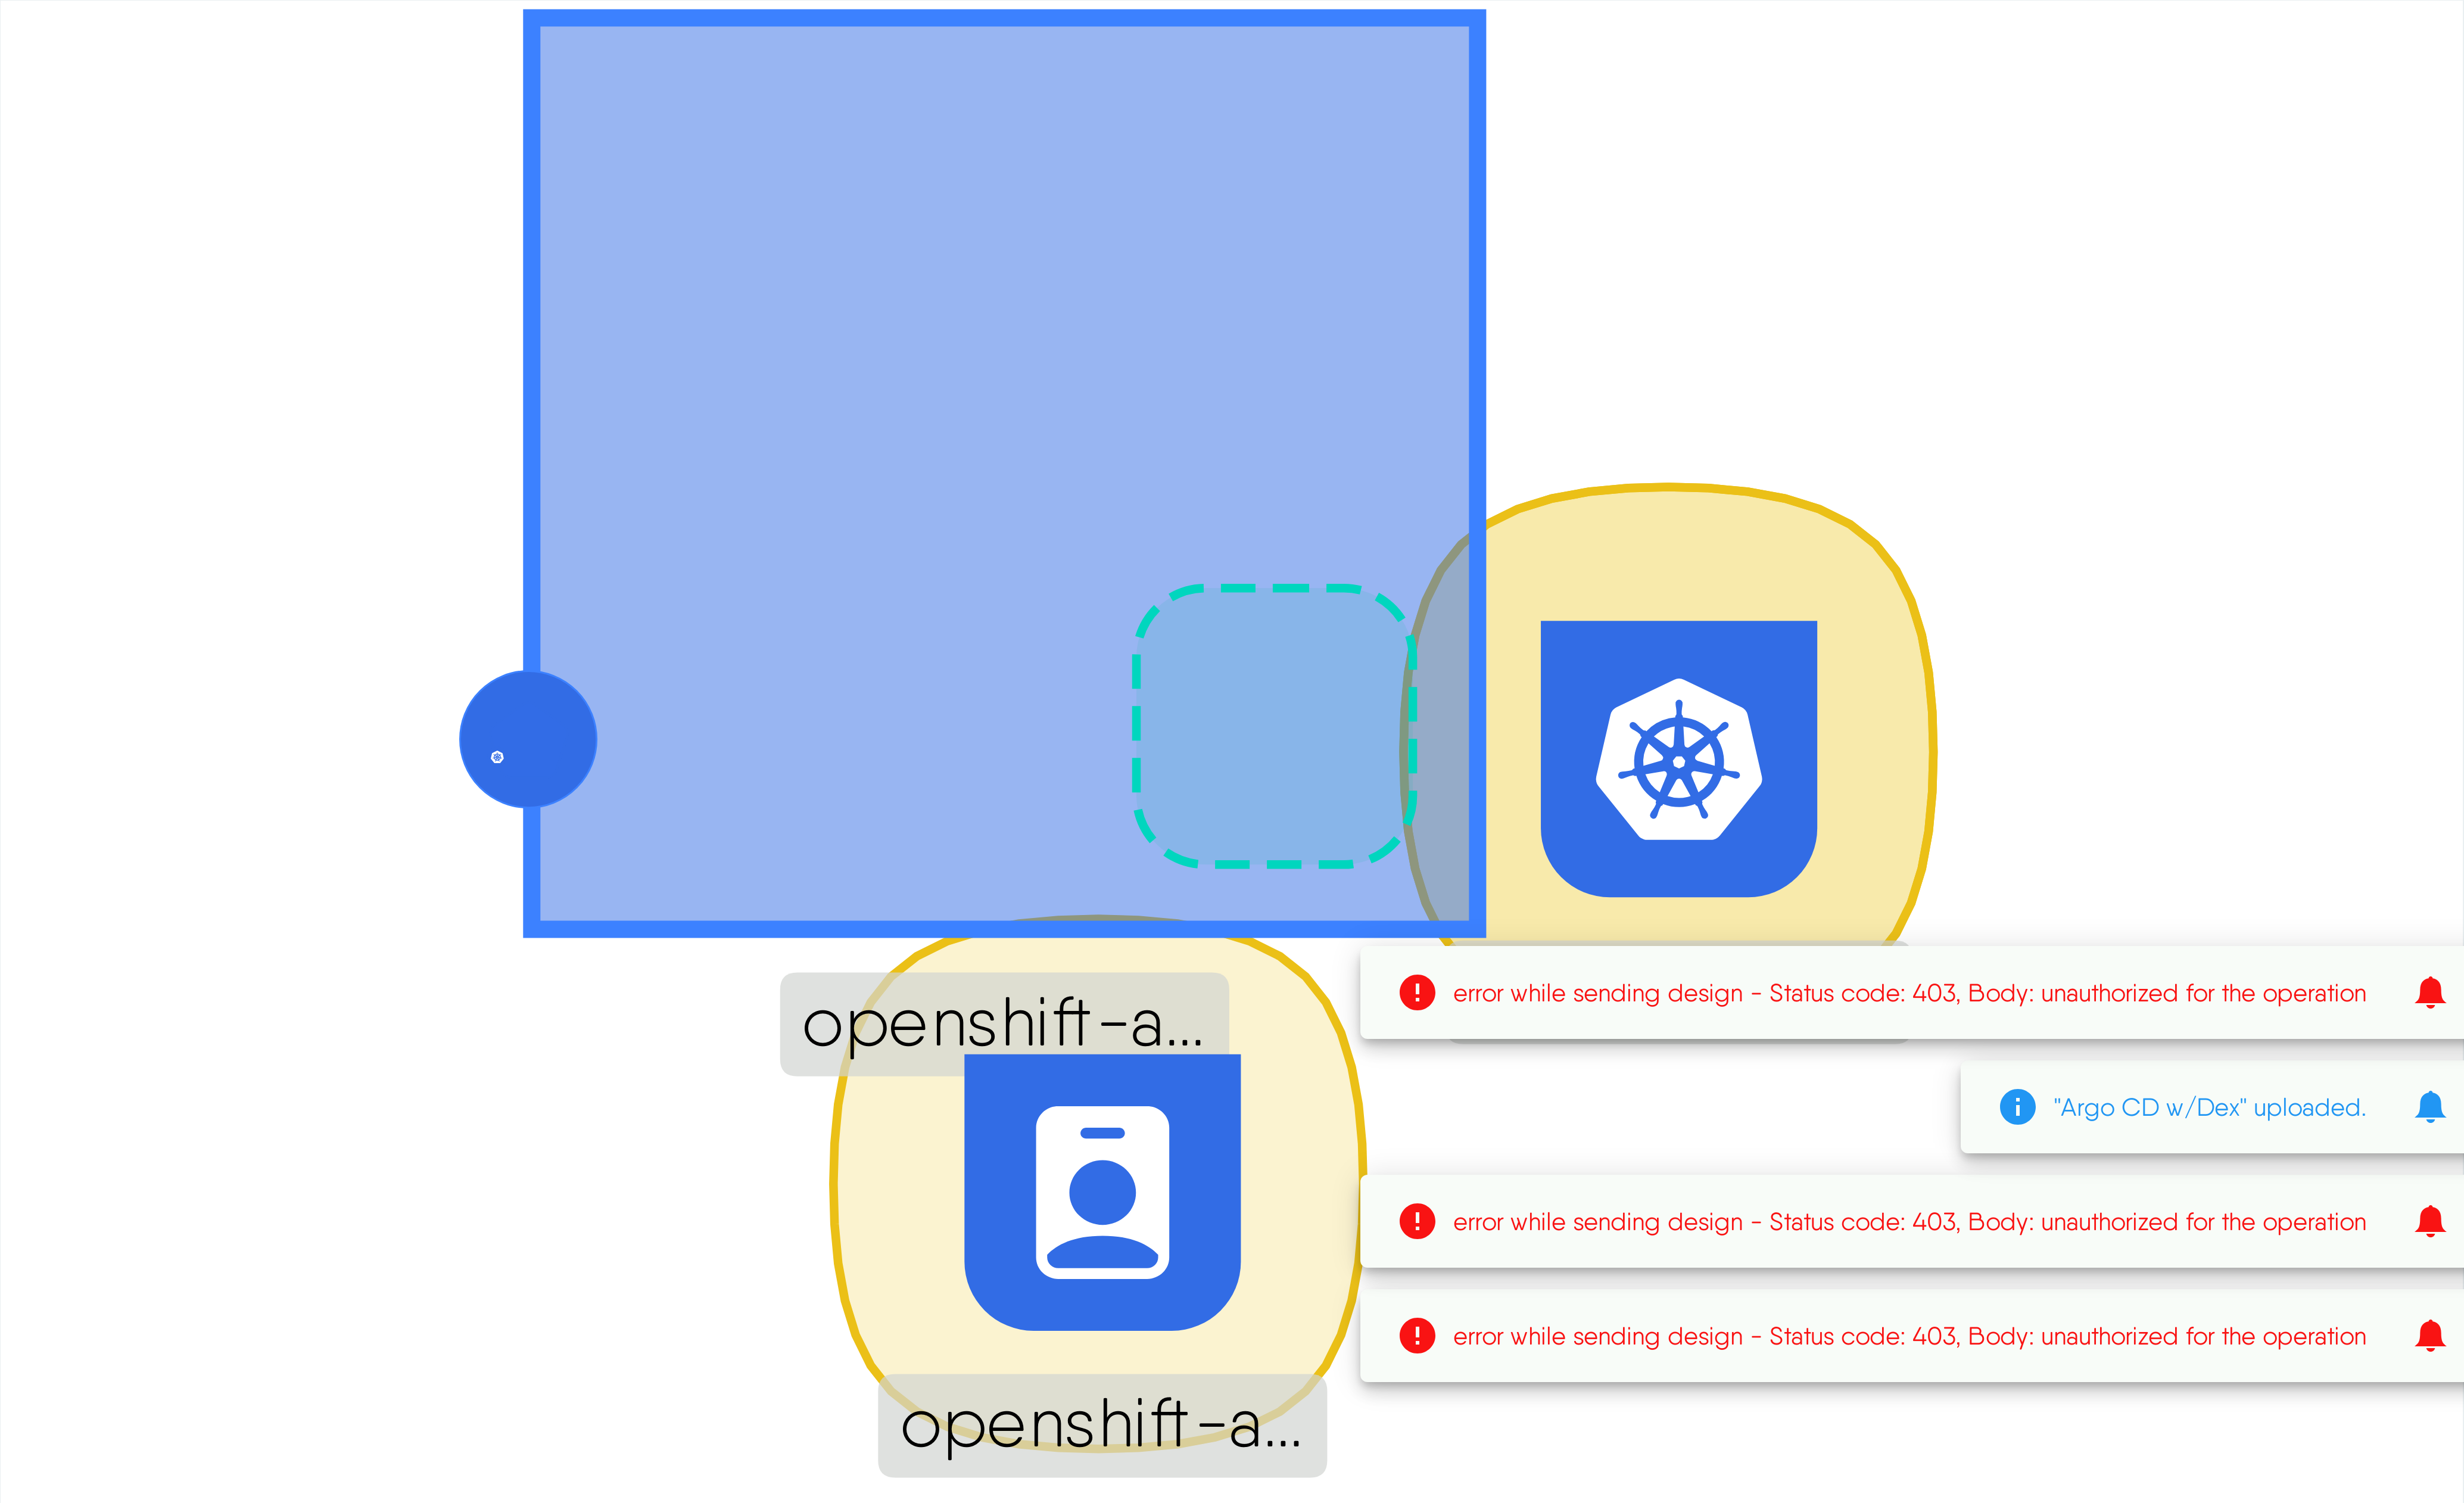 openshift-a...
error while sending design - Status code: 403, Body: unauthorized for the operation
"Argo CD w/Dex" uploaded.
error while sending design - Status code: 403, Body: unauthorized for the operation
error while sending design - Status code: 403, Body: unauthorized for the operation
openshift-a...